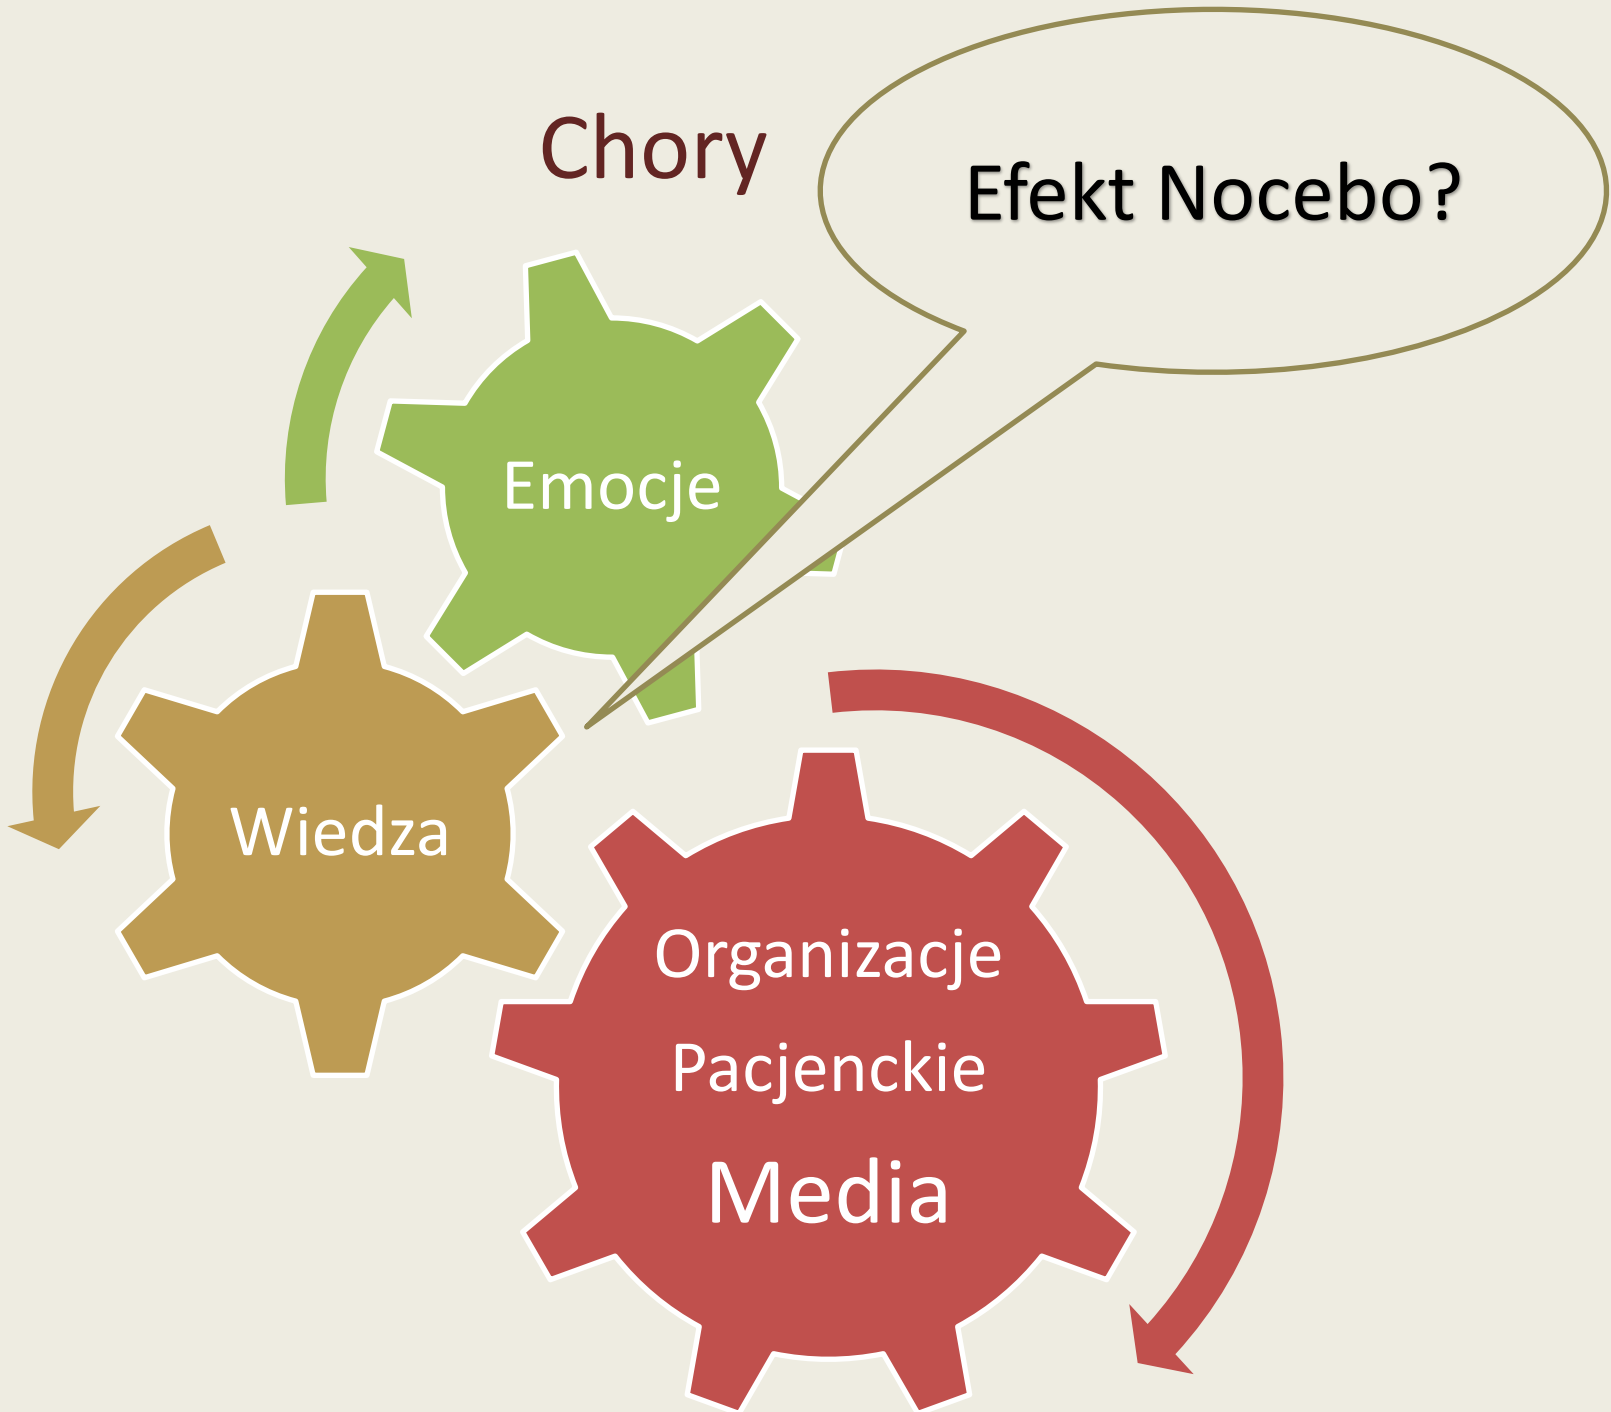 Chory
Efekt Nocebo?
Emocje
Wiedza
Organizacje
Pacjenckie
Media